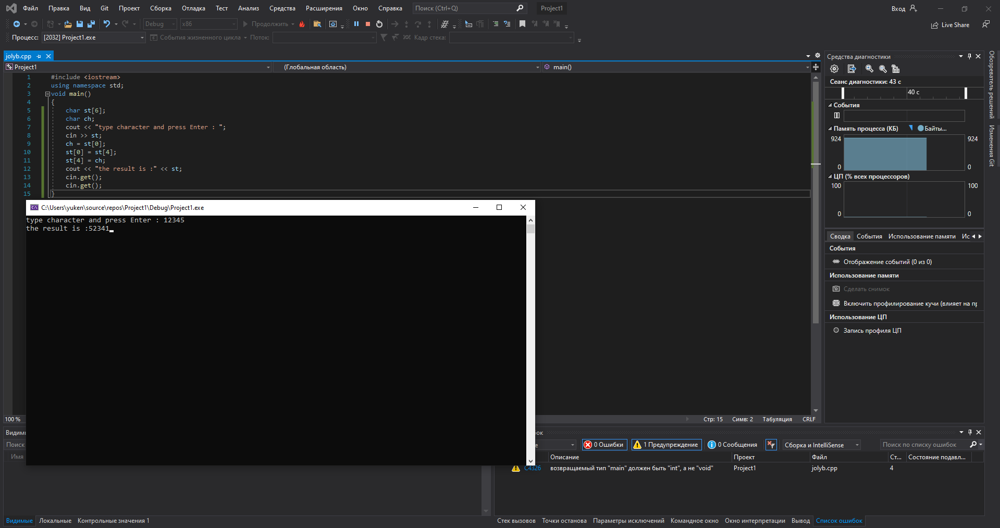 Файл Правка Вид Git Проект Сборка Отладка Тест Анализ Средства Расширения Окно Справка Поиск (Ctrl+Q) Project1 Вход
Debug x86 Продолжить Live Share
Процесс: [2032] Project1.exe События жизненного цикла Поток: Кадр стека:
jolyb.cpp
Project1 (Глобальная область) main()
1 #include <iostream>
2 using namespace std;
3 void main()
4 {
5 char st[6];
6 char ch;
7 cout << "type character and press Enter : ";
8 cin >> st;
9 ch = st[0];
10 st[0] = st[4];
11 st[4] = ch;
12 cout << "the result is :" << st;
13 cin.get();
14 cin.get();
15 }
C:\Users\yuken\source\repos\Project1\Debug\Project1.exe
type character and press Enter : 12345
the result is :52341
100 % Стр: 15 Симв: 2 Табуляция CRLF
Средства диагностики
Сеанс диагностики: 43 с
40 с
События
Память процесса (КБ) Байты...
924 924
0 0
ЦП (% всех процессоров)
100 100
0 0
Сводка События Использование памяти Ис
События
Отображение событий (0 из 0)
Использование памяти
Сделать снимок
Включить профилирование кучи (влияет на пр
Использование ЦП
Запись профиля ЦП
Обозреватель решений
Изменения Git
Видимы
Поиск
Имя
Видимые Локальные Контрольные значения 1
ок
е 0 Ошибки 1 Предупреждение 0 Сообщения Сборка и IntelliSense Поиск по списку ошибок
Описание Проект Файл Ст... Состояние подавл...
C4326 возвращаемый тип "main" должен быть "int", а не "void" Project1 jolyb.cpp 4
Стек вызовов Точки останова Параметры исключений Командное окно Окно интерпретации Вывод Список ошибок